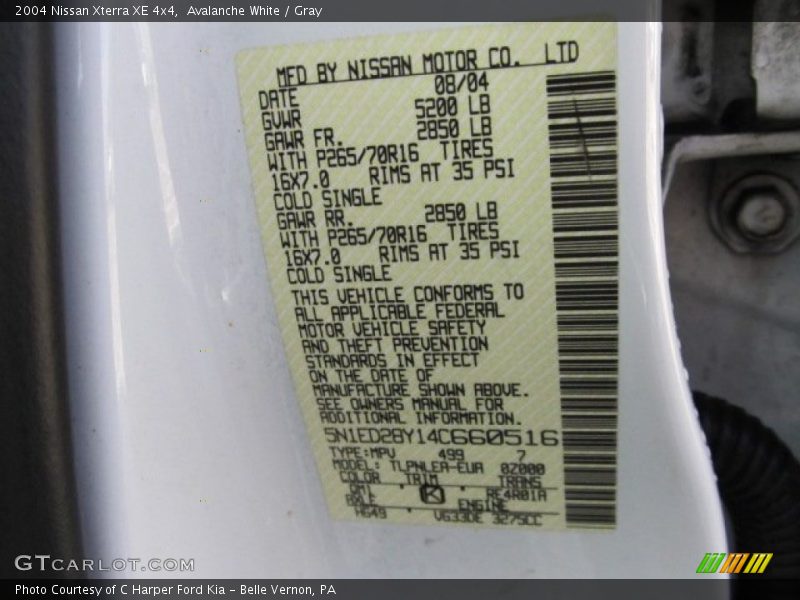 2004 Nissan Xterra XE 4x4, Avalanche White / Gray
MFD BY NISSAN MOTOR CO. LTD
DATE 08/04
GVWR 5200 LB
GAWR FR. 2850 LB
WITH P265/70R16 TIRES
16X7.0 RIMS AT 35 PSI
COLD SINGLE
GAWR RR. 2850 LB
WITH P265/70R16 TIRES
16X7.0 RIMS AT 35 PSI
COLD SINGLE
THIS VEHICLE CONFORMS TO
ALL APPLICABLE FEDERAL
MOTOR VEHICLE SAFETY
AND THEFT PREVENTION
STANDARDS IN EFFECT
ON THE DATE OF
MANUFACTURE SHOWN ABOVE.
SEE OWNERS MANUAL FOR
ADDITIONAL INFORMATION.
5N1ED28Y14C660516
TYPE:MPV 499 7
MODEL: TLPNLEA-EUA 0Z000
COLOR TRIM TRANS
K RE4R01A
ENGINE
VG33DE 3275CC
GTCARLOT.COM
Photo Courtesy of C Harper Ford Kia - Belle Vernon, PA